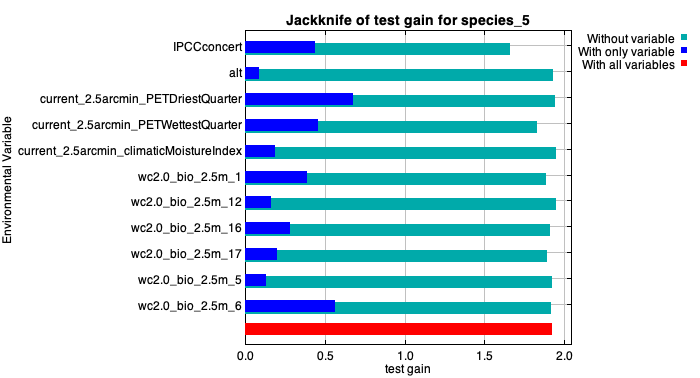 Jackknife of test gain for species_5
Without variable
With only variable
With all variables
Environmental Variable
IPCCconcert
alt
current_2.5arcmin_PETDriestQuarter
current_2.5arcmin_PETWettestQuarter
current_2.5arcmin_climaticMoistureIndex
wc2.0_bio_2.5m_1
wc2.0_bio_2.5m_12
wc2.0_bio_2.5m_16
wc2.0_bio_2.5m_17
wc2.0_bio_2.5m_5
wc2.0_bio_2.5m_6
0.0 0.5 1.0 1.5 2.0
test gain